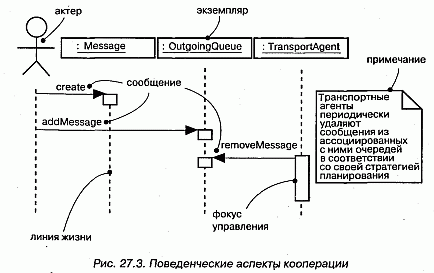 актер
экземпляр
: Message
: OutgoingQueue
: TransportAgent
примечание
create
сообщение
addMessage
removeMessage
Транспортные
агенты
периодически
удаляют
сообщения из
ассоциированных
с ними очередей
в соответствии
со своей стратегией
планирования
линия жизни
фокус
управления
Рис. 27.3. Поведенческие аспекты кооперации